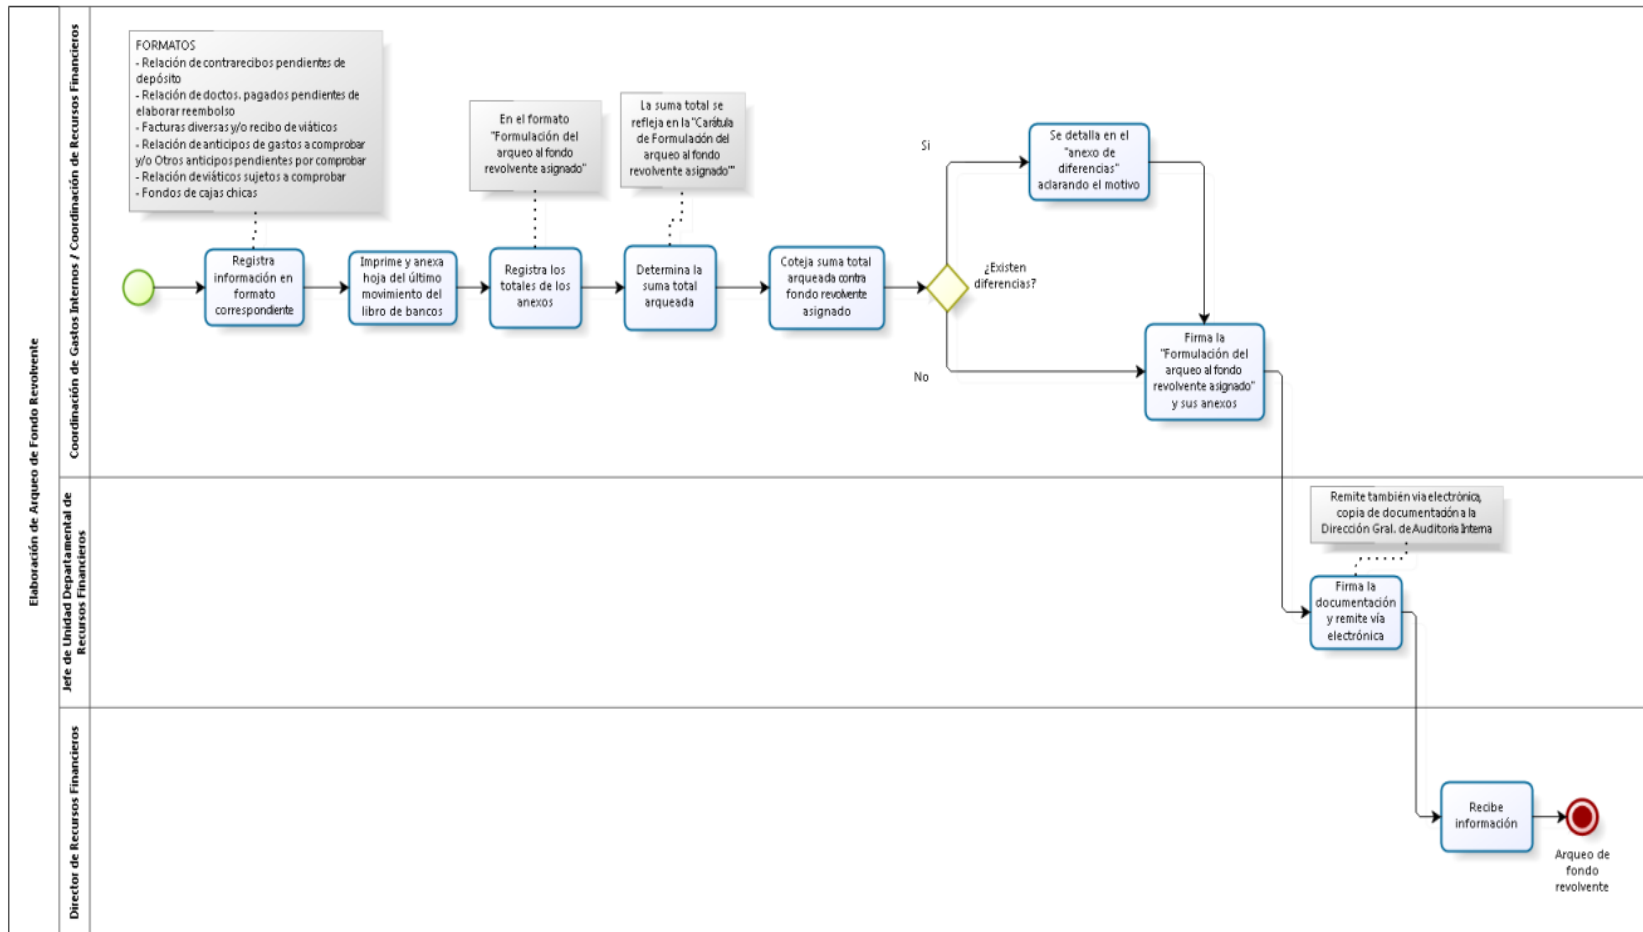 Elaboración de Arqueo de Fondo Revolvente
Coordinación de Gastos Internos / Coordinación de Recursos Financieros
FORMATOS
- Relación de contrarecibos pendientes de
depósito
- Relación de doctos. pagados pendientes de
elaborar reembolso
- Facturas diversas y/o recibo de viáticos
- Relación de anticipos de gastos a comprobar
y/o Otros anticipos pendientes por comprobar
- Relación de viáticos sujetos a comprobar
- Fondos de cajas chicas
En el formato
"Formulación del
arqueo al fondo
revolvente asignado"
La suma total se
refleja en la "Carátula
de Formulación del
arqueo al fondo
revolvente asignado""
Registra
información en
formato
correspondiente
Imprime y anexa
hoja del último
movimiento del
libro de bancos
Registra los
totales de los
anexos
Determina la
suma total
arqueada
Coteja suma total
arqueada contra
fondo revolvente
asignado
¿Existen
diferencias?
Si
Se detalla en el
"anexo de
diferencias"
aclarando el motivo
No
Firma la
"Formulación del
arqueo al fondo
revolvente asignado"
y sus anexos
Jefe de Unidad Departamental de
Recursos Financieros
Remite también via electrónica,
copia de documentación a la
Dirección Gral. de Auditoria Interna
Firma la
documentación
y remite vía
electrónica
Director de Recursos Financieros
Recibe
información
Arqueo de
fondo
revolvente